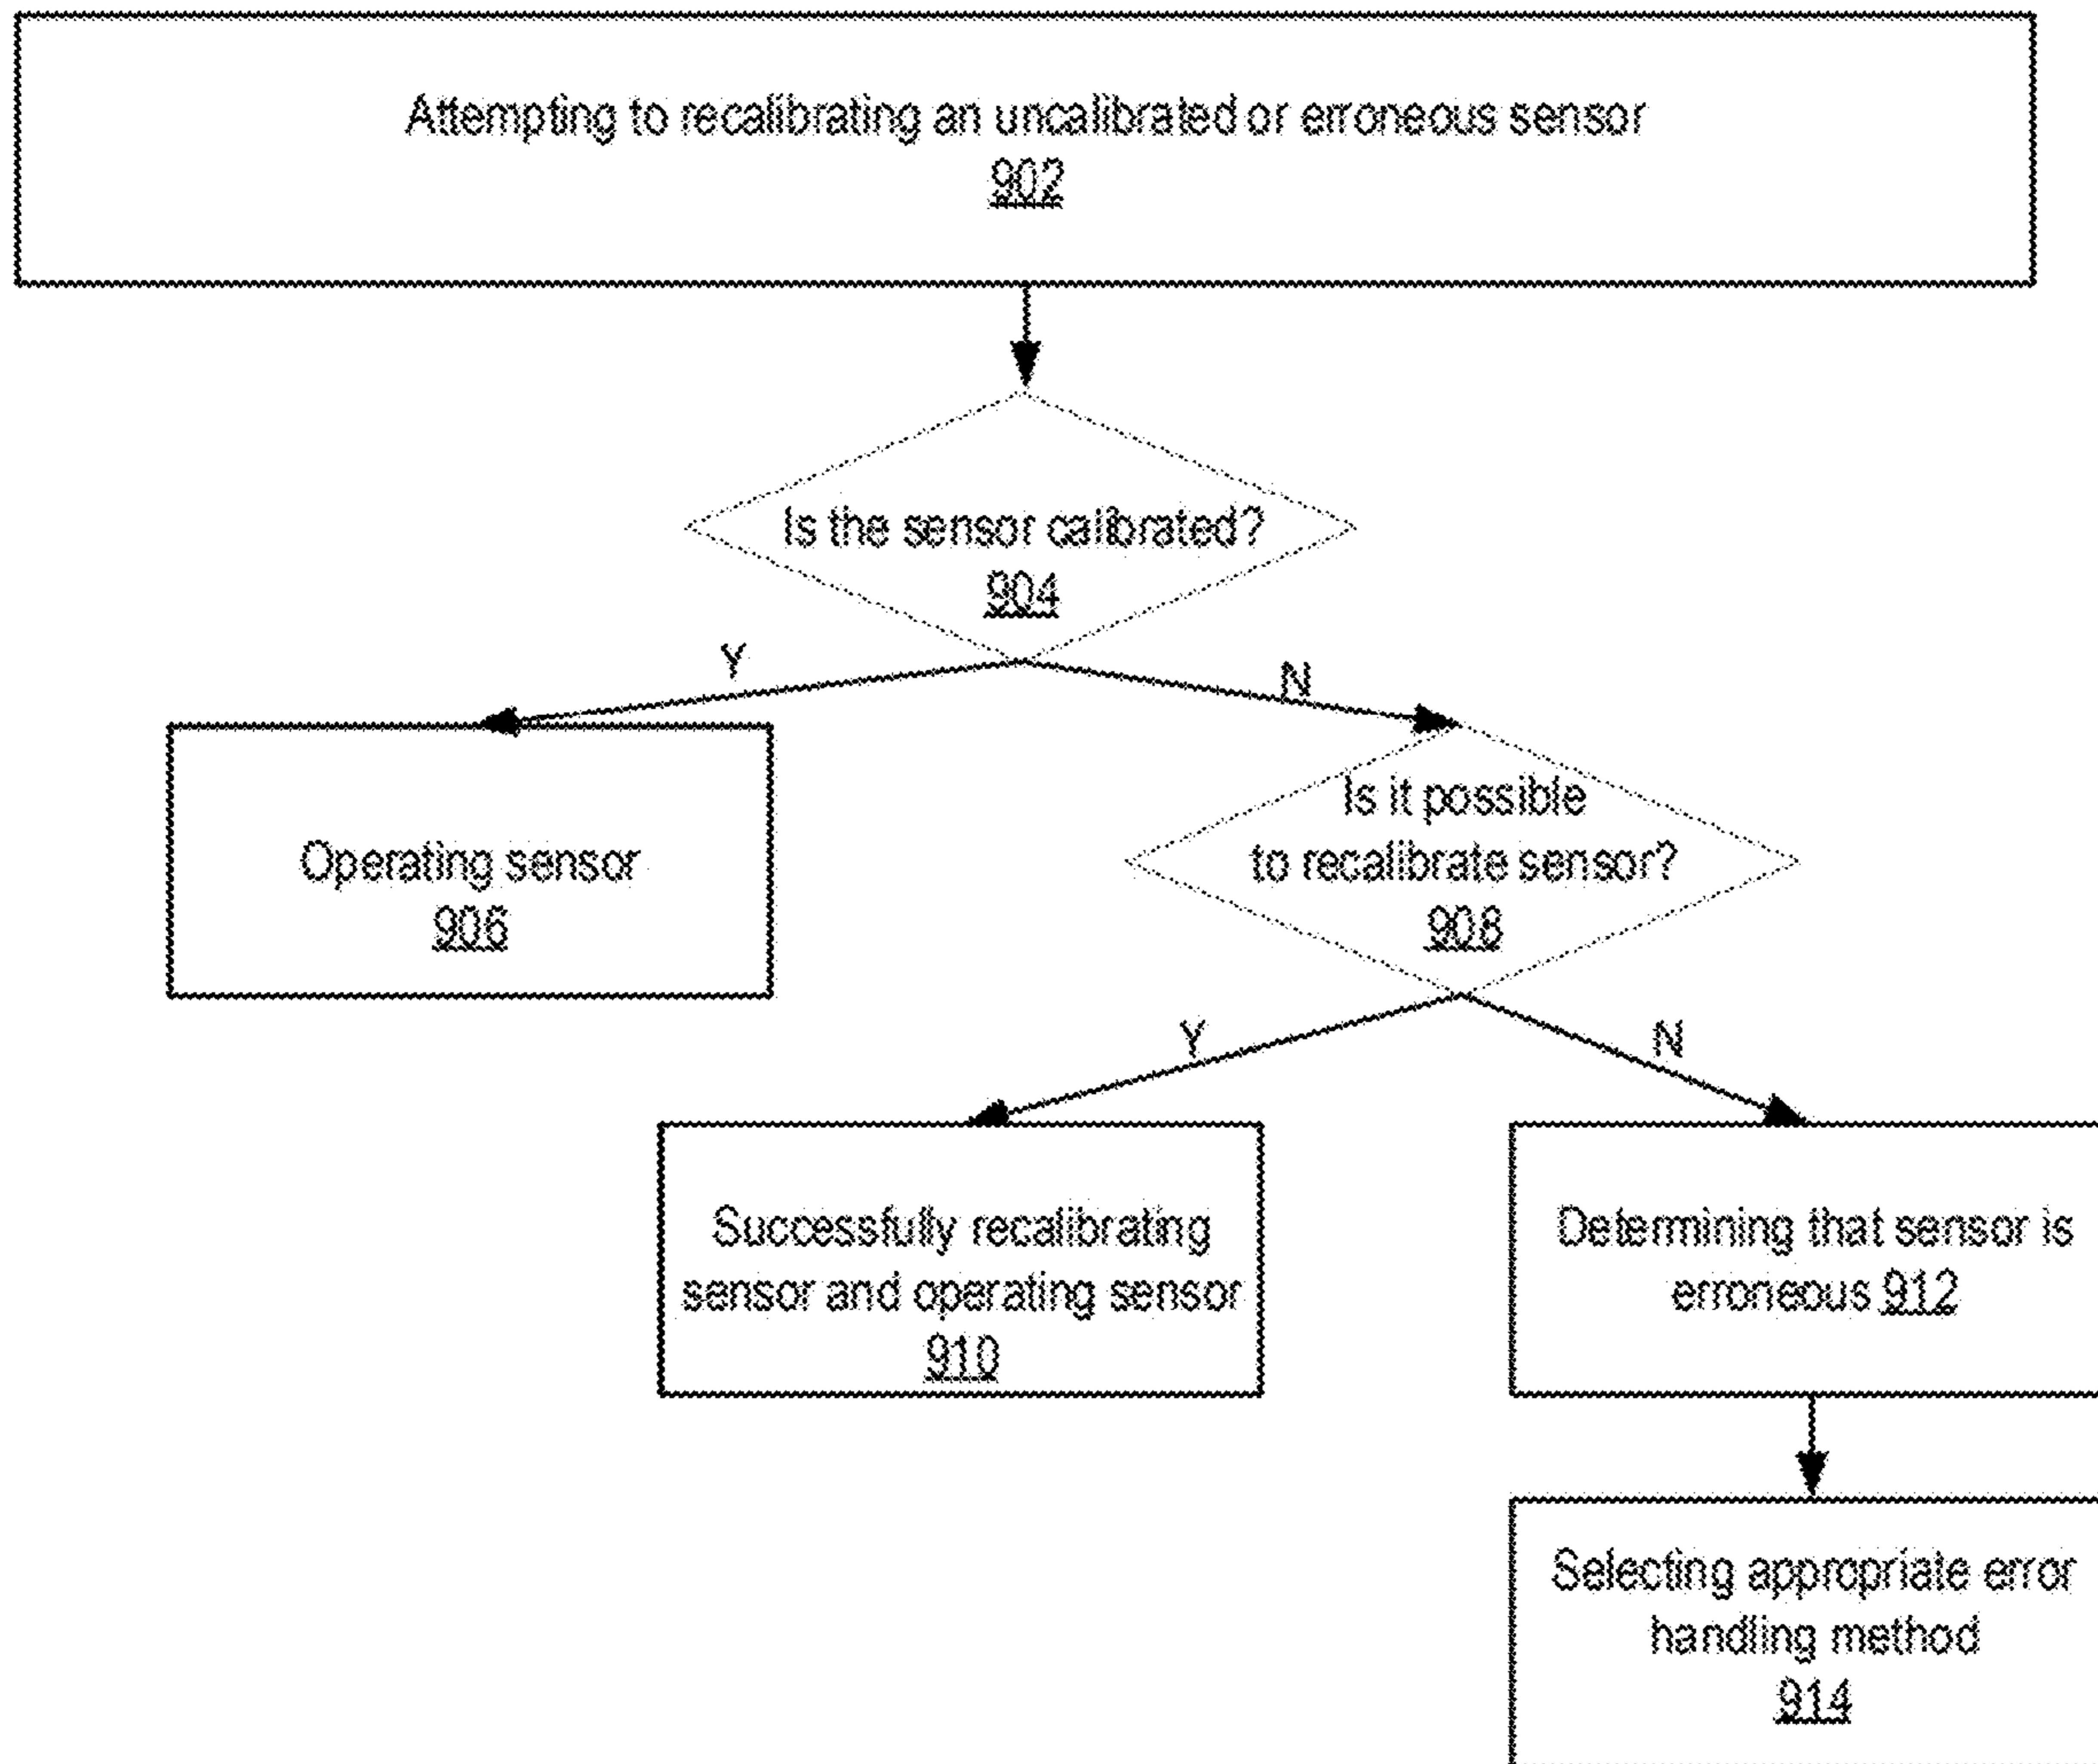 Attempting to recalibrating an uncalibrated or erroneous sensor
902
Is the sensor calibrated?
904
Y
N
Operating sensor
906
Is it possible
to recalibrate sensor?
908
Y
N
Successfully recalibrating
sensor and operating sensor
910
Determining that sensor is
erroneous 912
Selecting appropriate error
handling method
914